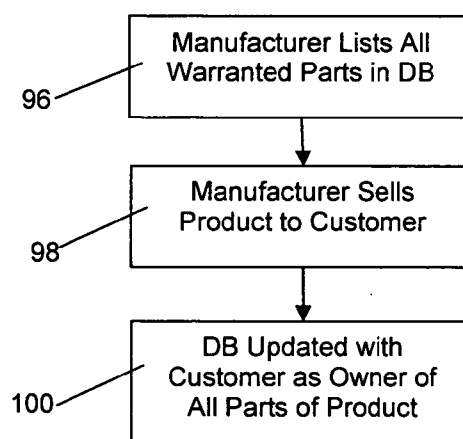 Manufacturer Lists All
Warranted Parts in DB
96
Manufacturer Sells
Product to Customer
98
DB Updated with
Customer as Owner of
All Parts of Product
100